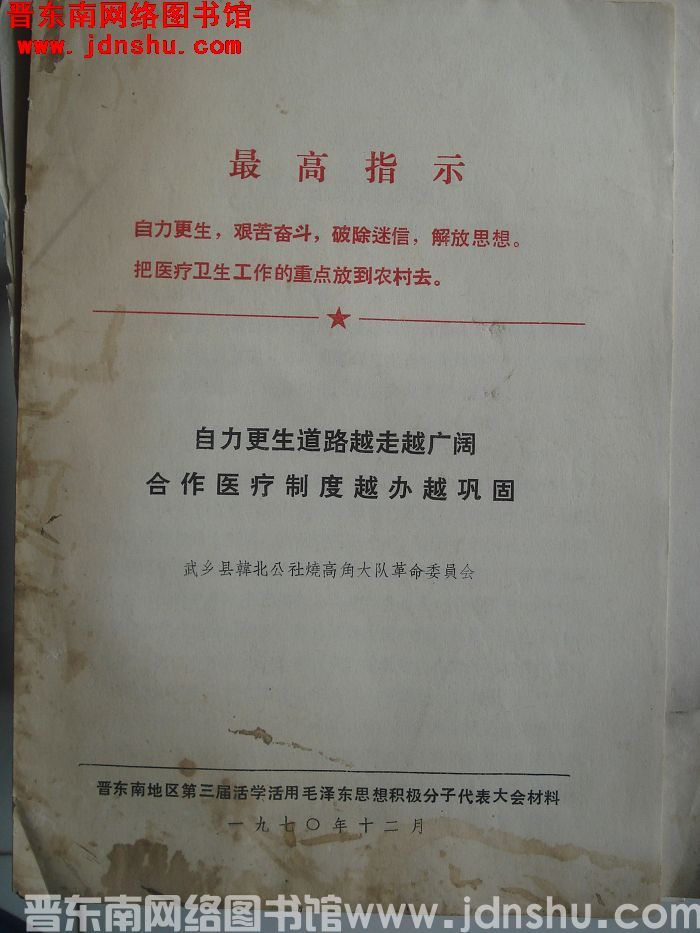 晋东南网络图书馆
www.jdnshu.com
最高指示
自力更生，艰苦奋斗，破除迷信，解放思想。
把医疗卫生工作的重点放到农村去。
自力更生道路越走越广阔
合作医疗制度越办越巩固
武乡县韓北公社燒高角大队革命委員会
晋东南地区第三届活学活用毛泽东思想积极分子代表大会材料
一九七〇年十二月
晋东南网络图书馆www.jdnshu.com